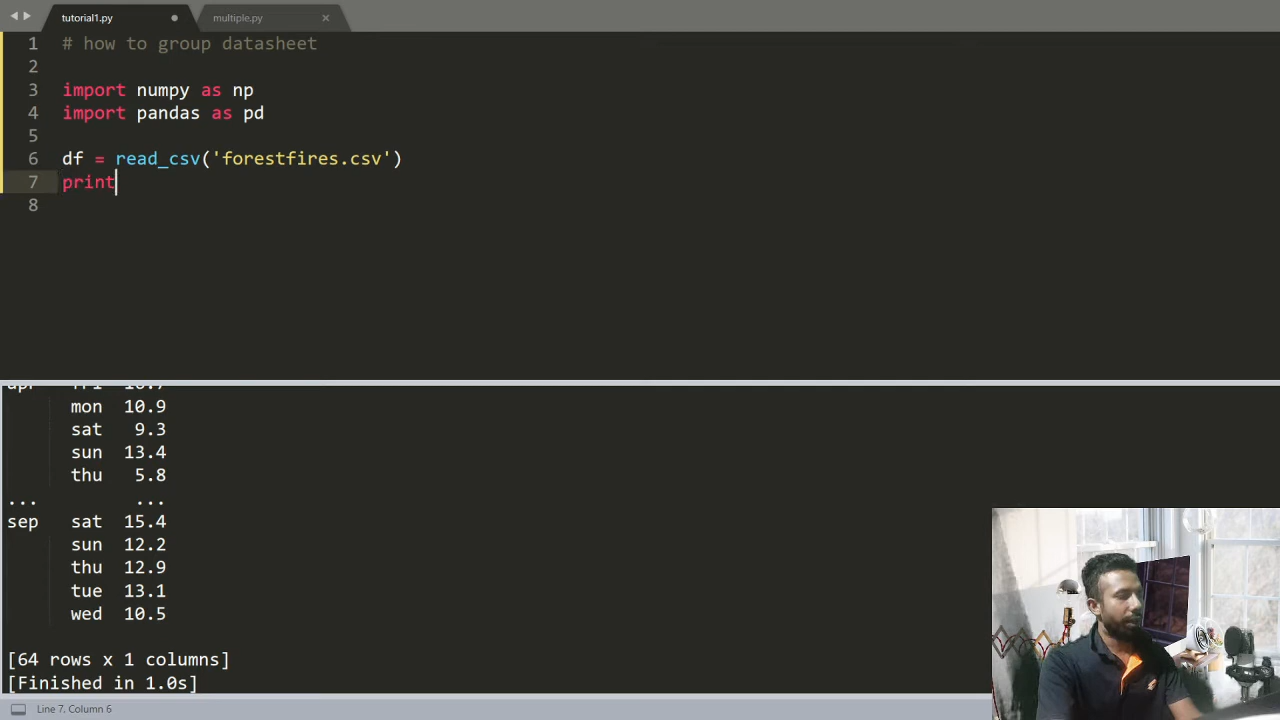 tutorial1.py
multiple.py
1 # how to group datasheet
2
3 import numpy as np
4 import pandas as pd
5
6 df = read_csv('forestfires.csv')
7 print
8
mon 10.9
sat 9.3
sun 13.4
thu 5.8
... ...
sep sat 15.4
sun 12.2
thu 12.9
tue 13.1
wed 10.5
[64 rows x 1 columns]
[Finished in 1.0s]
Line 7, Column 6